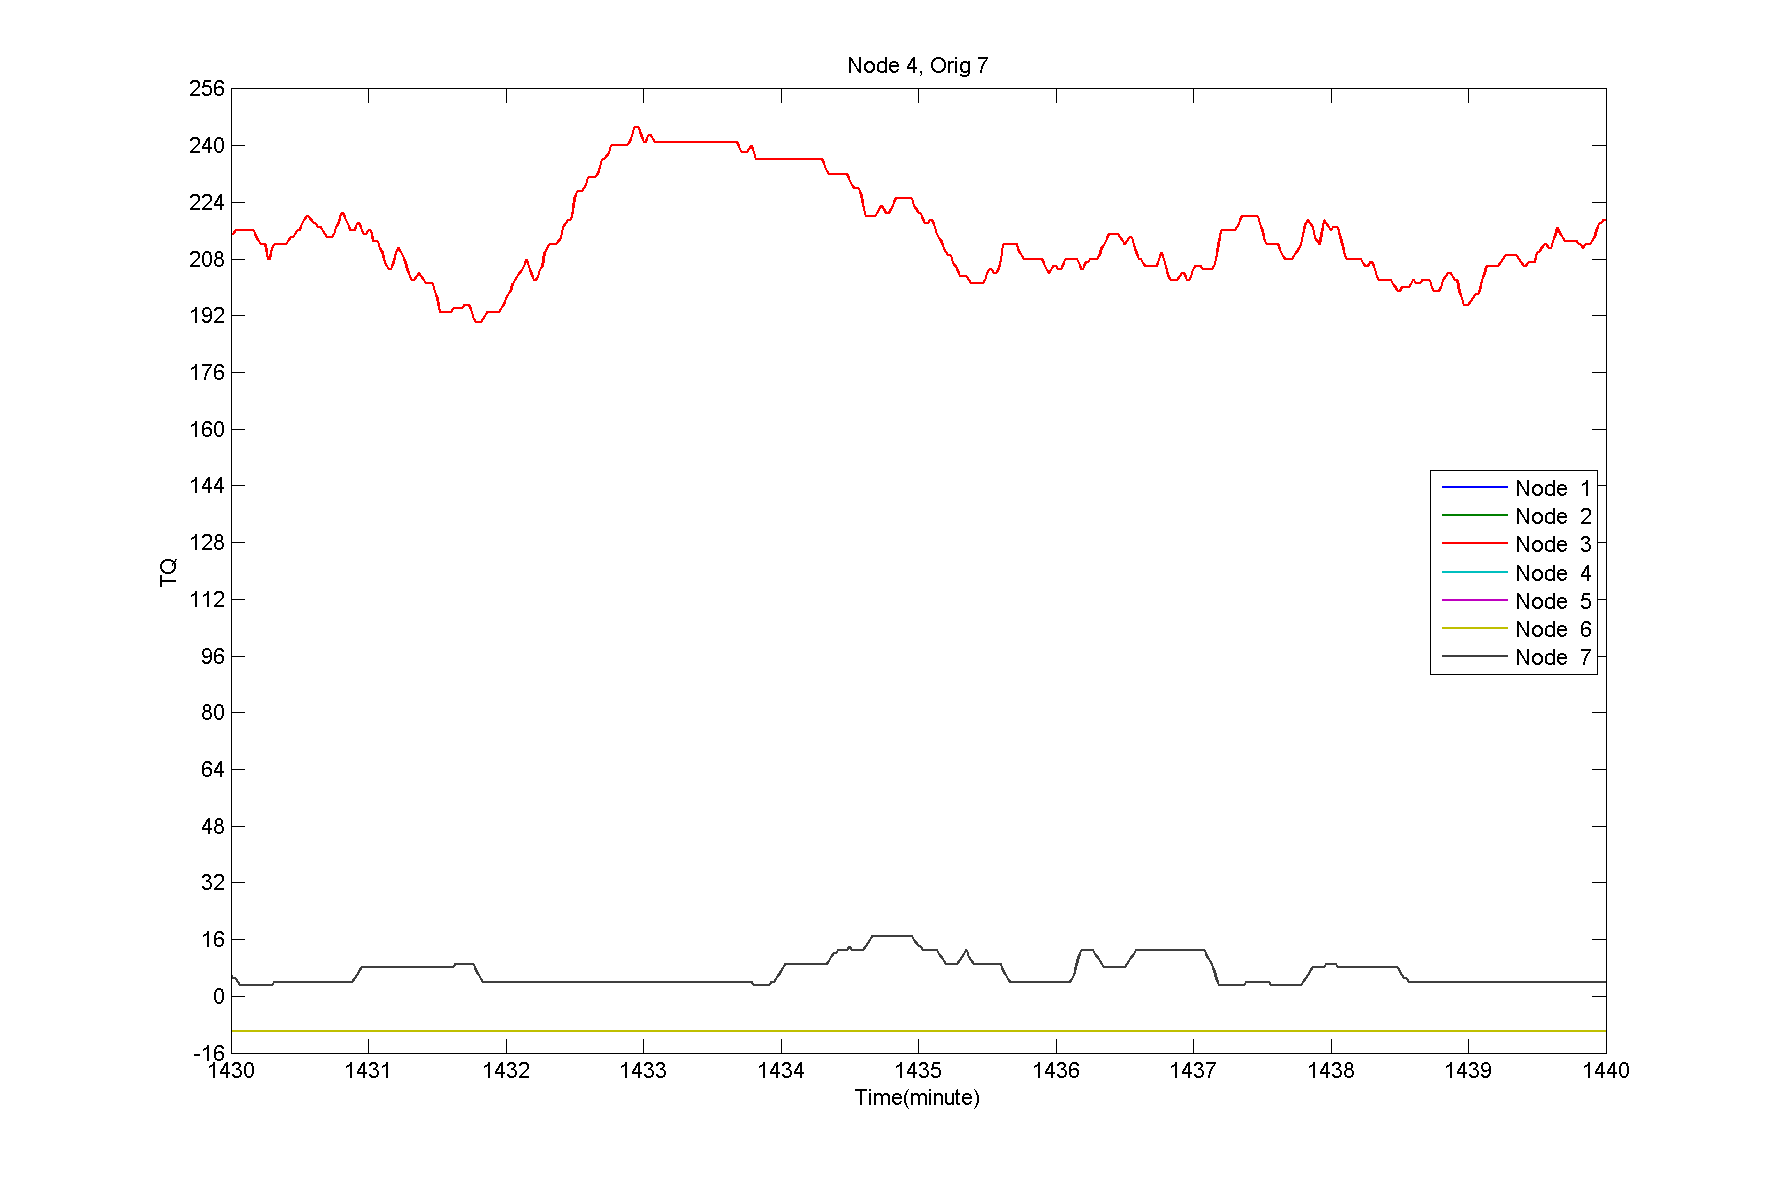 Node 4, Orig 7
256
240
224
208
192
176
160
144
128
112
96
80
64
48
32
16
0
-16
TQ
Node 1
Node 2
Node 3
Node 4
Node 5
Node 6
Node 7
1430 1431 1432 1433 1434 1435 1436 1437 1438 1439 1440
Time(minute)